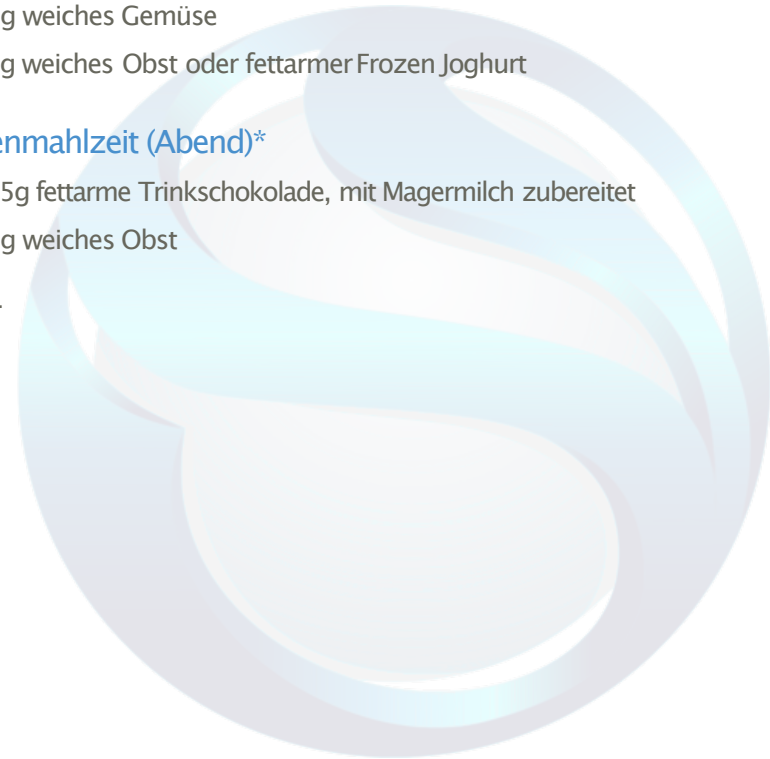 g weiches Gemüse
g weiches Obst oder fettarmer Frozen Joghurt
enmahlzeit (Abend)*
5g fettarme Trinkschokolade, mit Magermilch zubereitet
g weiches Obst